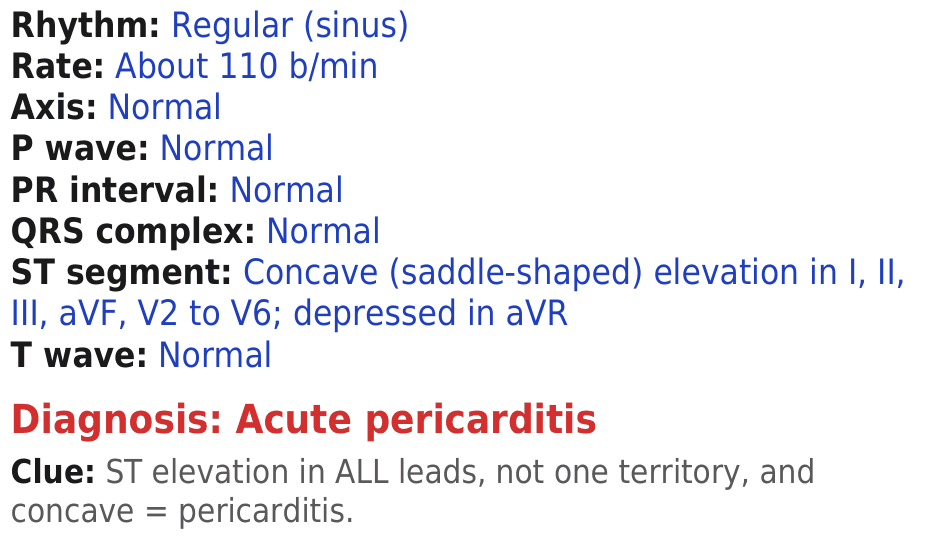 Rhythm: Regular (sinus)
Rate: About 110 b/min
Axis: Normal
P wave: Normal
PR interval: Normal
QRS complex: Normal
ST segment: Concave (saddle-shaped) elevation in I, II,
III, aVF, V2 to V6; depressed in aVR
T wave: Normal
Diagnosis: Acute pericarditis
Clue: ST elevation in ALL leads, not one territory, and
concave = pericarditis.